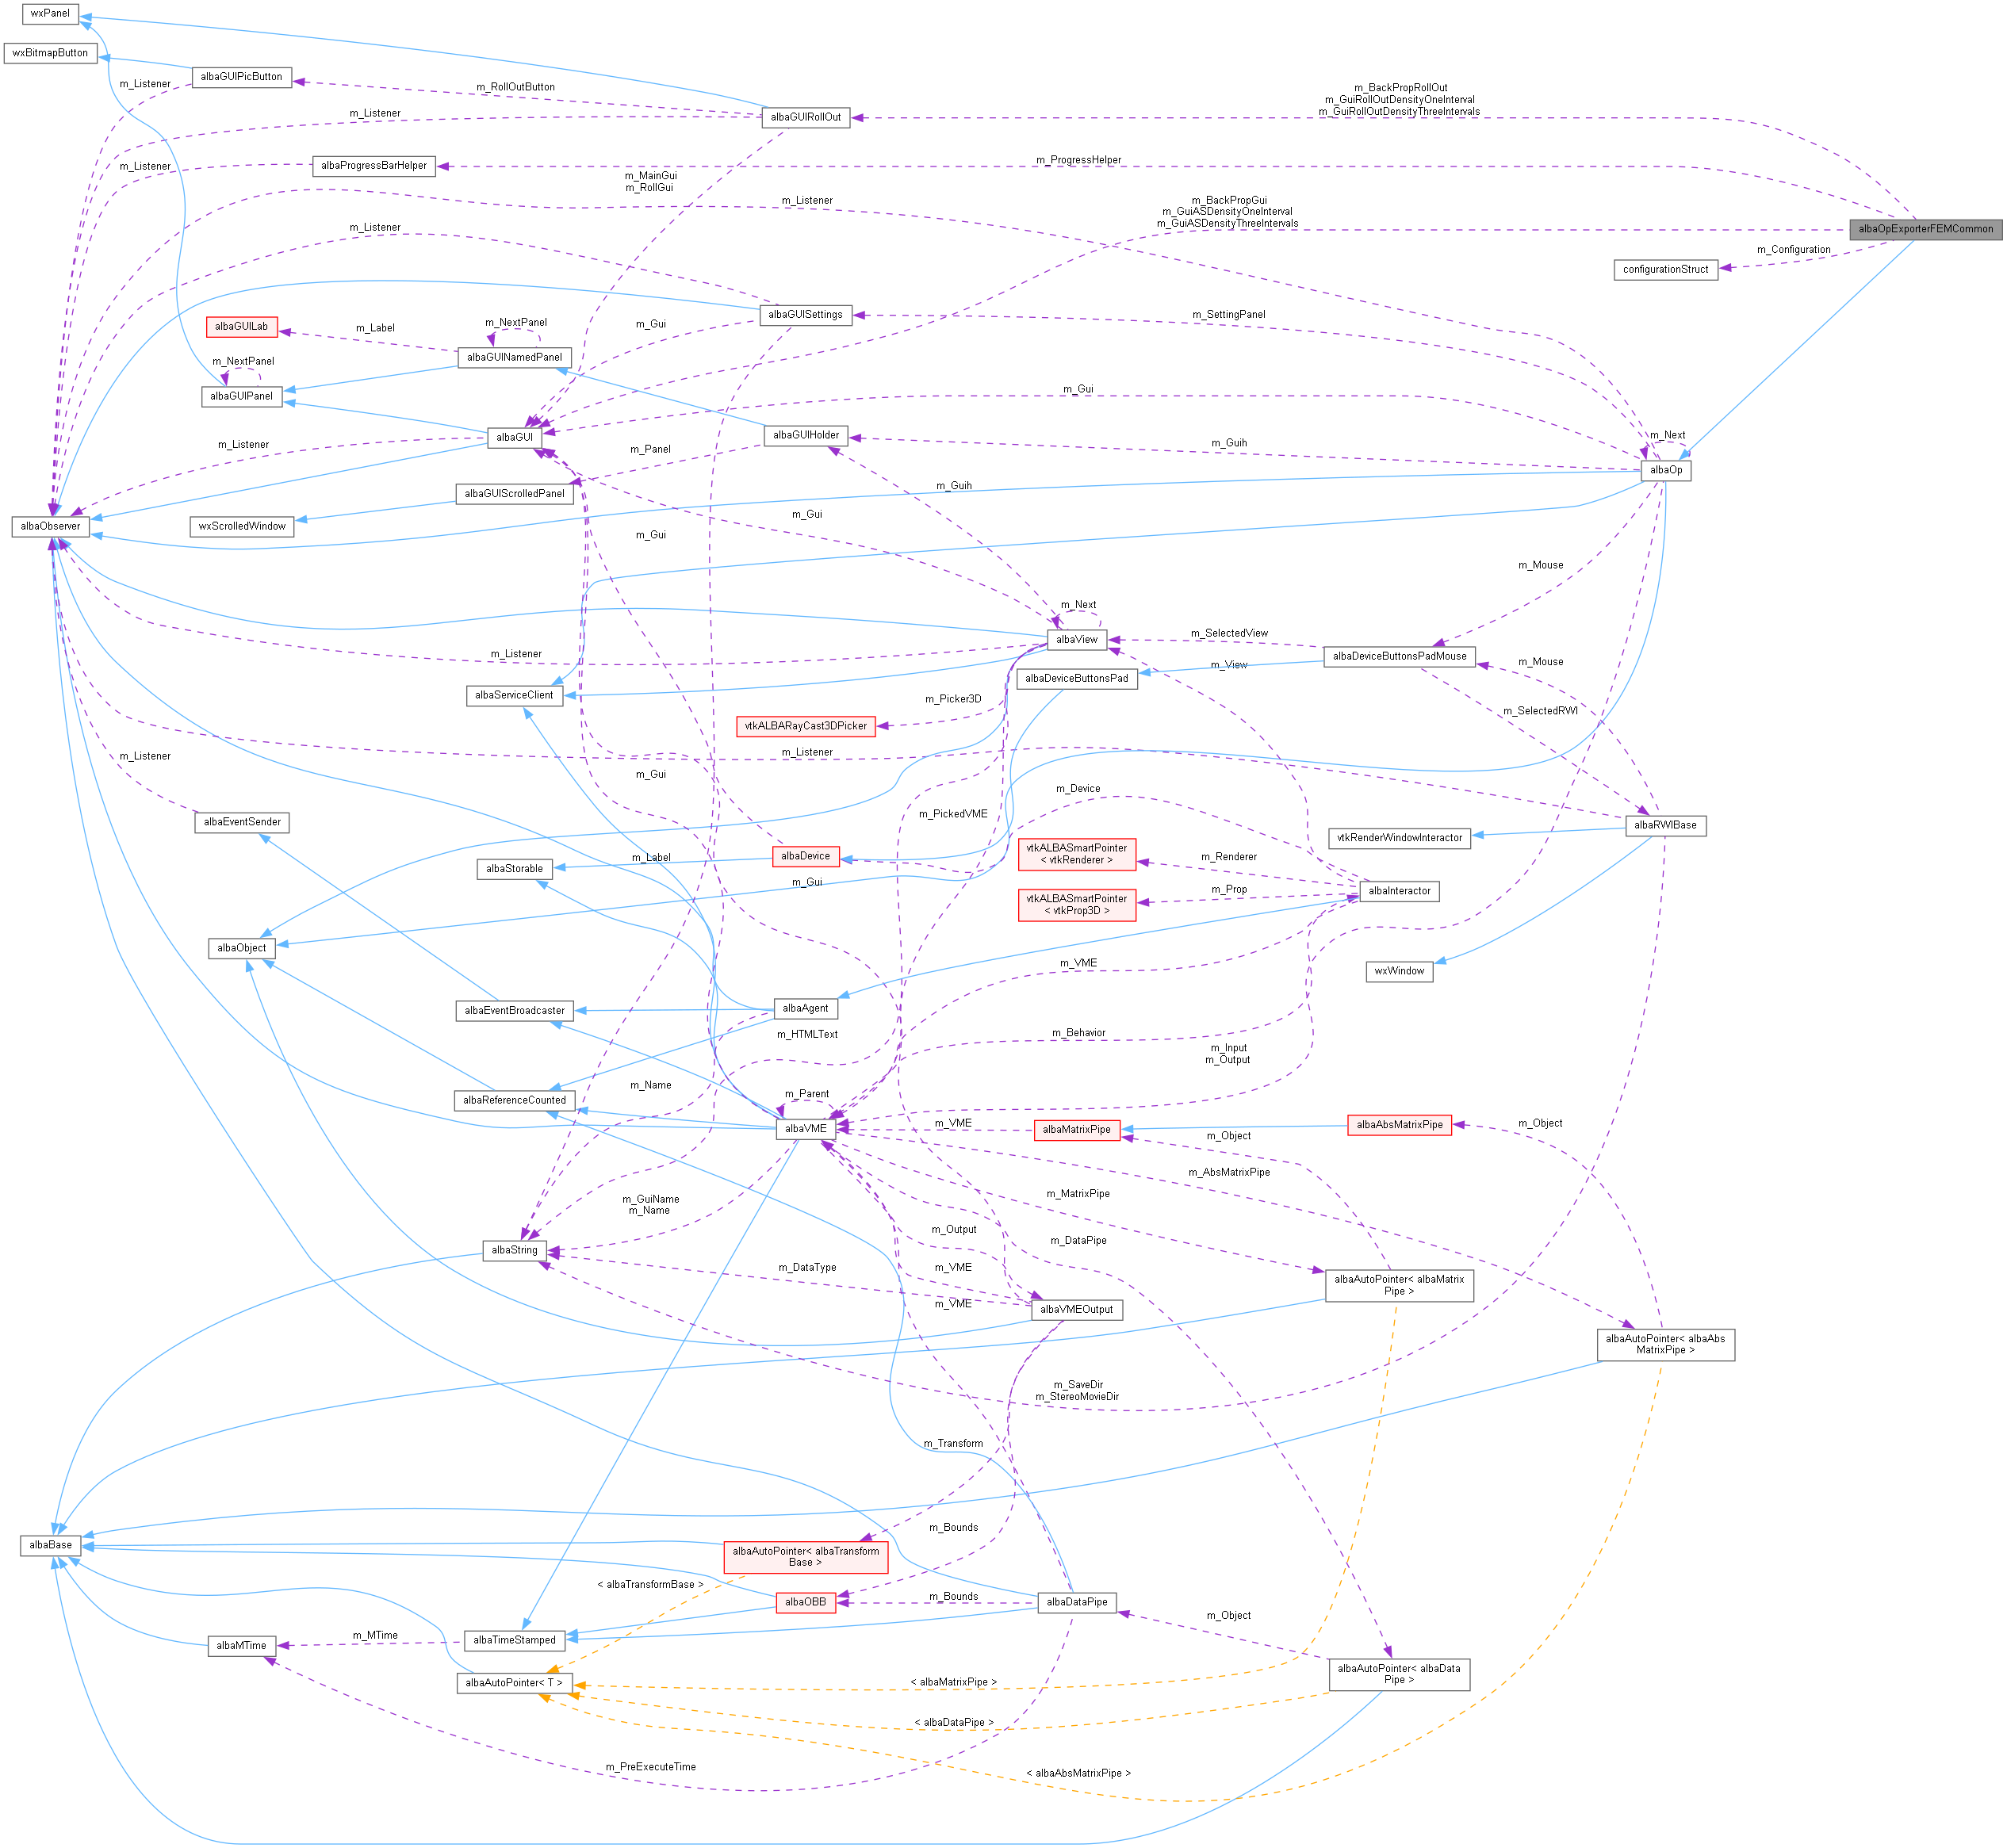 wxPanel
wxBitmapButton
albaGUIPicButton
m_Listener
m_RollOutButton
m_BackPropRollOut
m_GuiRollOutDensityOneInterval
m_GuiRollOutDensityThreeIntervals
m_Listener
albaGUIRollOut
m_Listener
albaProgressBarHelper
m_ProgressHelper
m_MainGui
m_RollGui
m_Listener
m_BackPropGui
m_GuiASDensityOneInterval
m_GuiASDensityThreeIntervals
m_Listener
albaOpExporterFEMCommon
m_Configuration
configurationStruct
albaGUISettings
m_SettingPanel
albaGUILab
m_Label
m_NextPanel
m_Gui
albaGUINamedPanel
m_NextPanel
albaGUIPanel
m_Gui
albaGUI
albaGUIHolder
m_Next
m_Listener
m_Panel
m_Guih
albaOp
albaGUIScrolledPanel
m_Guih
albaObserver
wxScrolledWindow
m_Gui
m_Gui
m_Mouse
m_Next
m_SelectedView
albaView
m_Listener
albaDeviceButtonsPadMouse
m_Mouse
m_View
albaDeviceButtonsPad
albaServiceClient
m_Picker3D
m_SelectedRWI
vtkALBARayCast3DPicker
m_Listener
m_Listener
m_Gui
m_Device
albaEventSender
m_PickedVME
albaRWIBase
vtkRenderWindowInteractor
vtkALBASmartPointer
< vtkRenderer >
m_Renderer
albaDevice
m_Label
albaStorable
m_Gui
m_Prop
albaInteractor
vtkALBASmartPointer
< vtkProp3D >
albaObject
m_VME
wxWindow
albaEventBroadcaster
albaAgent
m_HTMLText
m_Behavior
m_Input
m_Output
m_Name
albaReferenceCounted
m_Parent
albaVME
m_VME
albaMatrixPipe
albaAbsMatrixPipe
m_Object
m_Object
m_AbsMatrixPipe
m_GuiName
m_Name
m_MatrixPipe
m_Output
m_DataPipe
albaString
m_DataType
m_VME
albaAutoPointer< albaMatrix
Pipe >
m_VME
albaVMEOutput
albaAutoPointer< albaAbs
MatrixPipe >
m_SaveDir
m_StereoMovieDir
m_Transform
m_Bounds
albaBase
albaAutoPointer< albaTransform
Base >
< albaTransformBase >
m_Bounds
albaOBB
albaDataPipe
m_Object
m_MTime
albaTimeStamped
albaMTime
albaAutoPointer< T >
< albaMatrixPipe >
albaAutoPointer< albaData
Pipe >
< albaDataPipe >
m_PreExecuteTime
< albaAbsMatrixPipe >